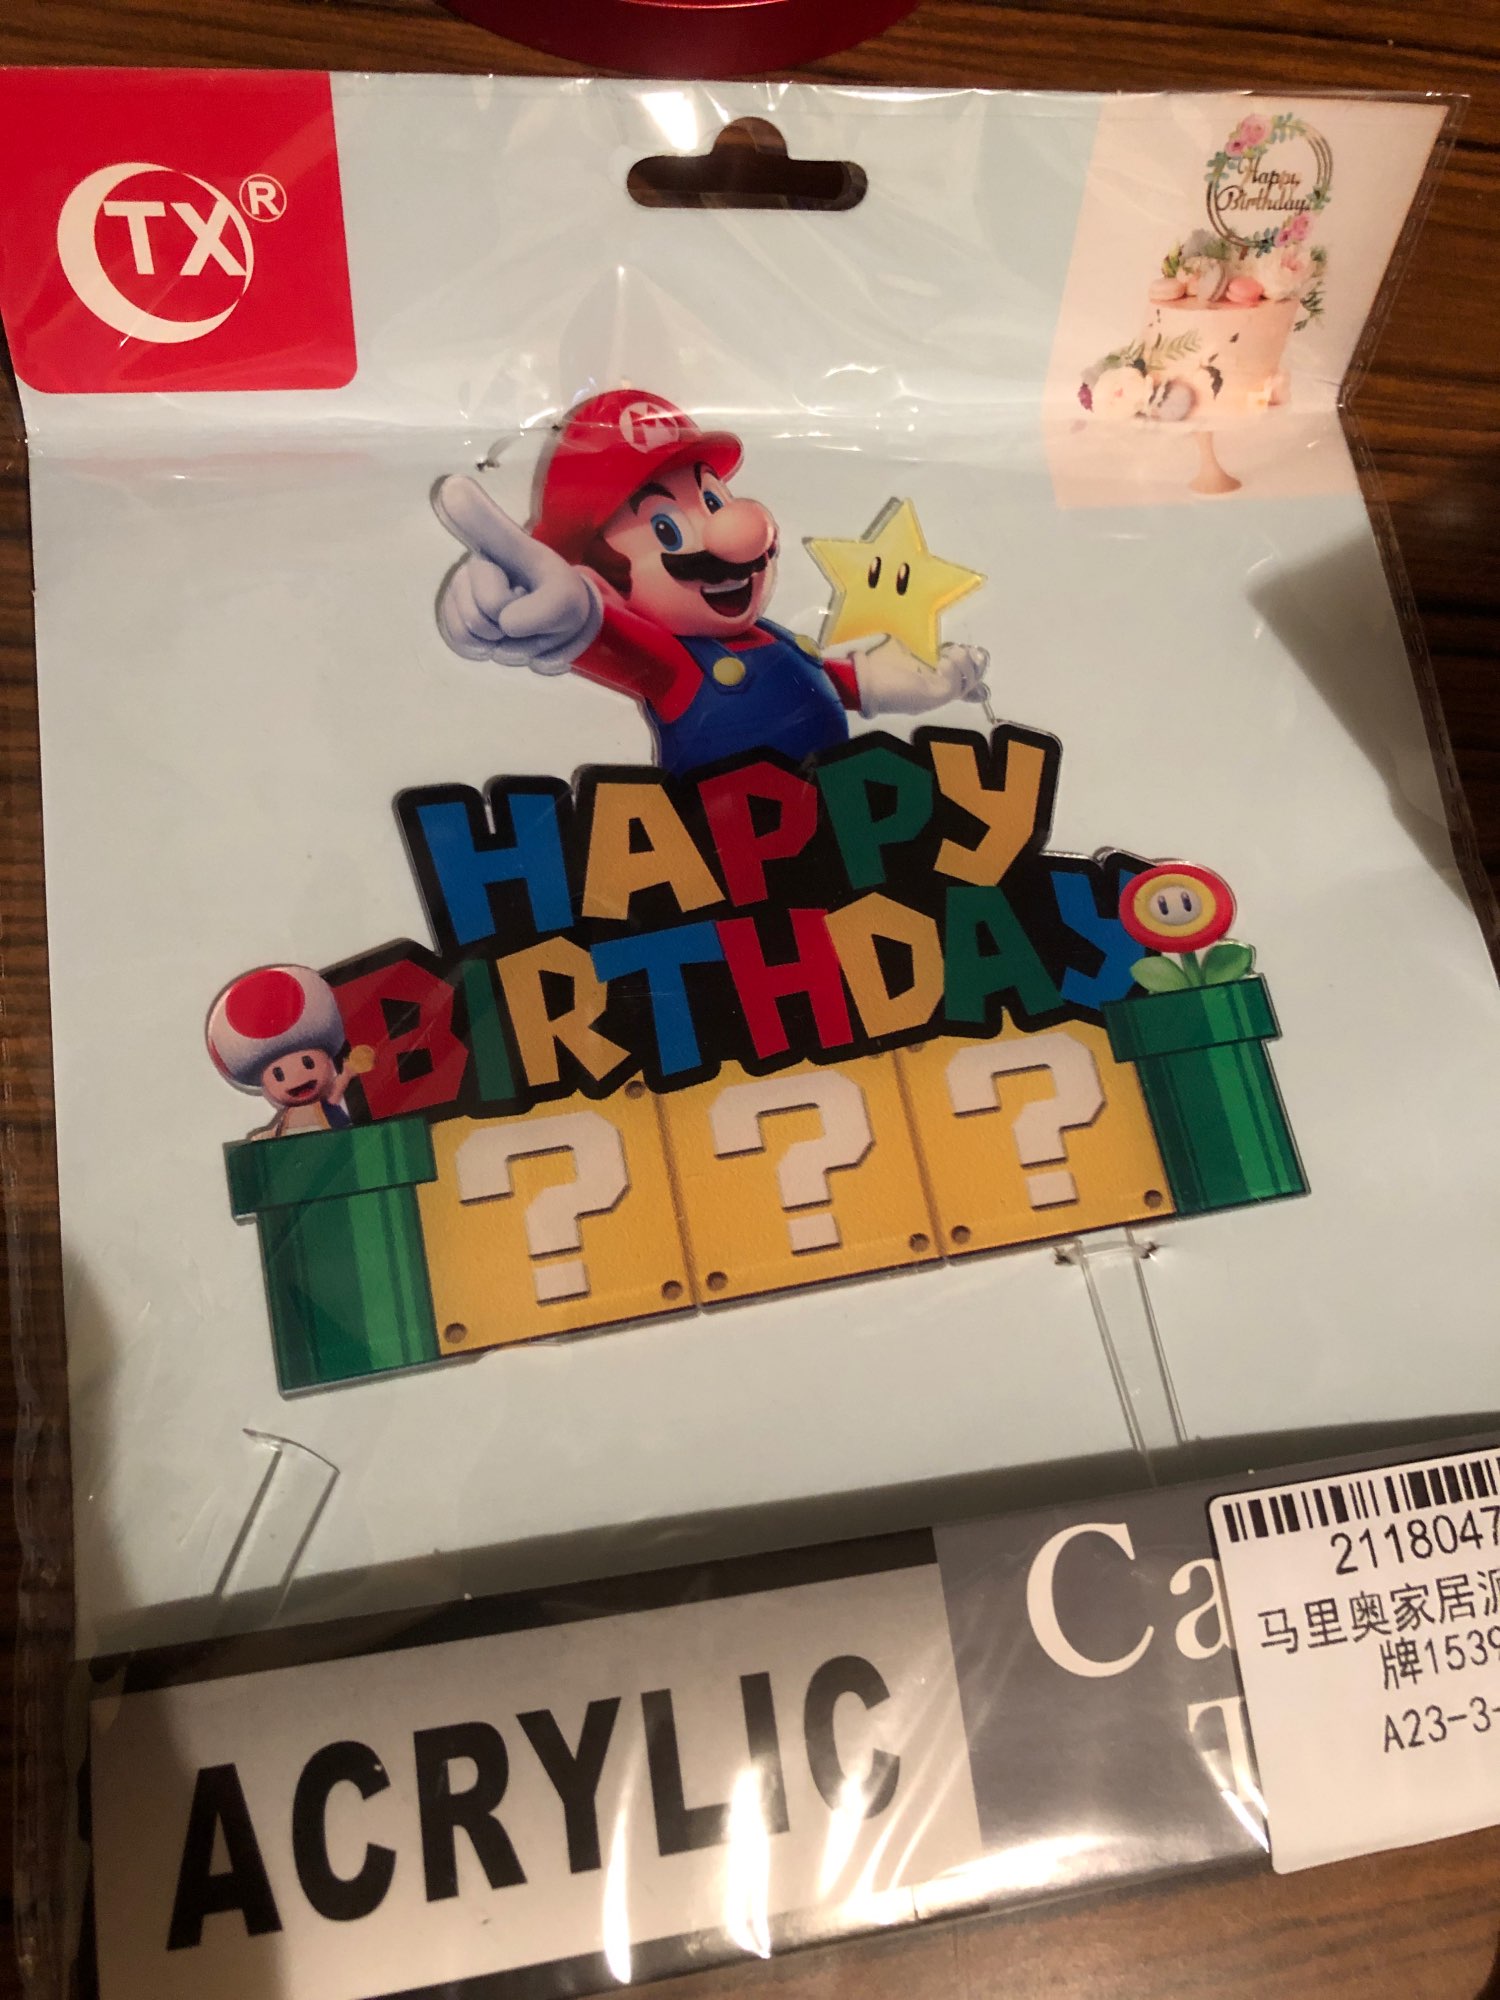 TX®
Happy
Birthday
M
HAPPY
BIRTHDAY
? ? ?
ACRYLIC
Ca
T
2118047
马里奥家居派
牌1539
A23-3-